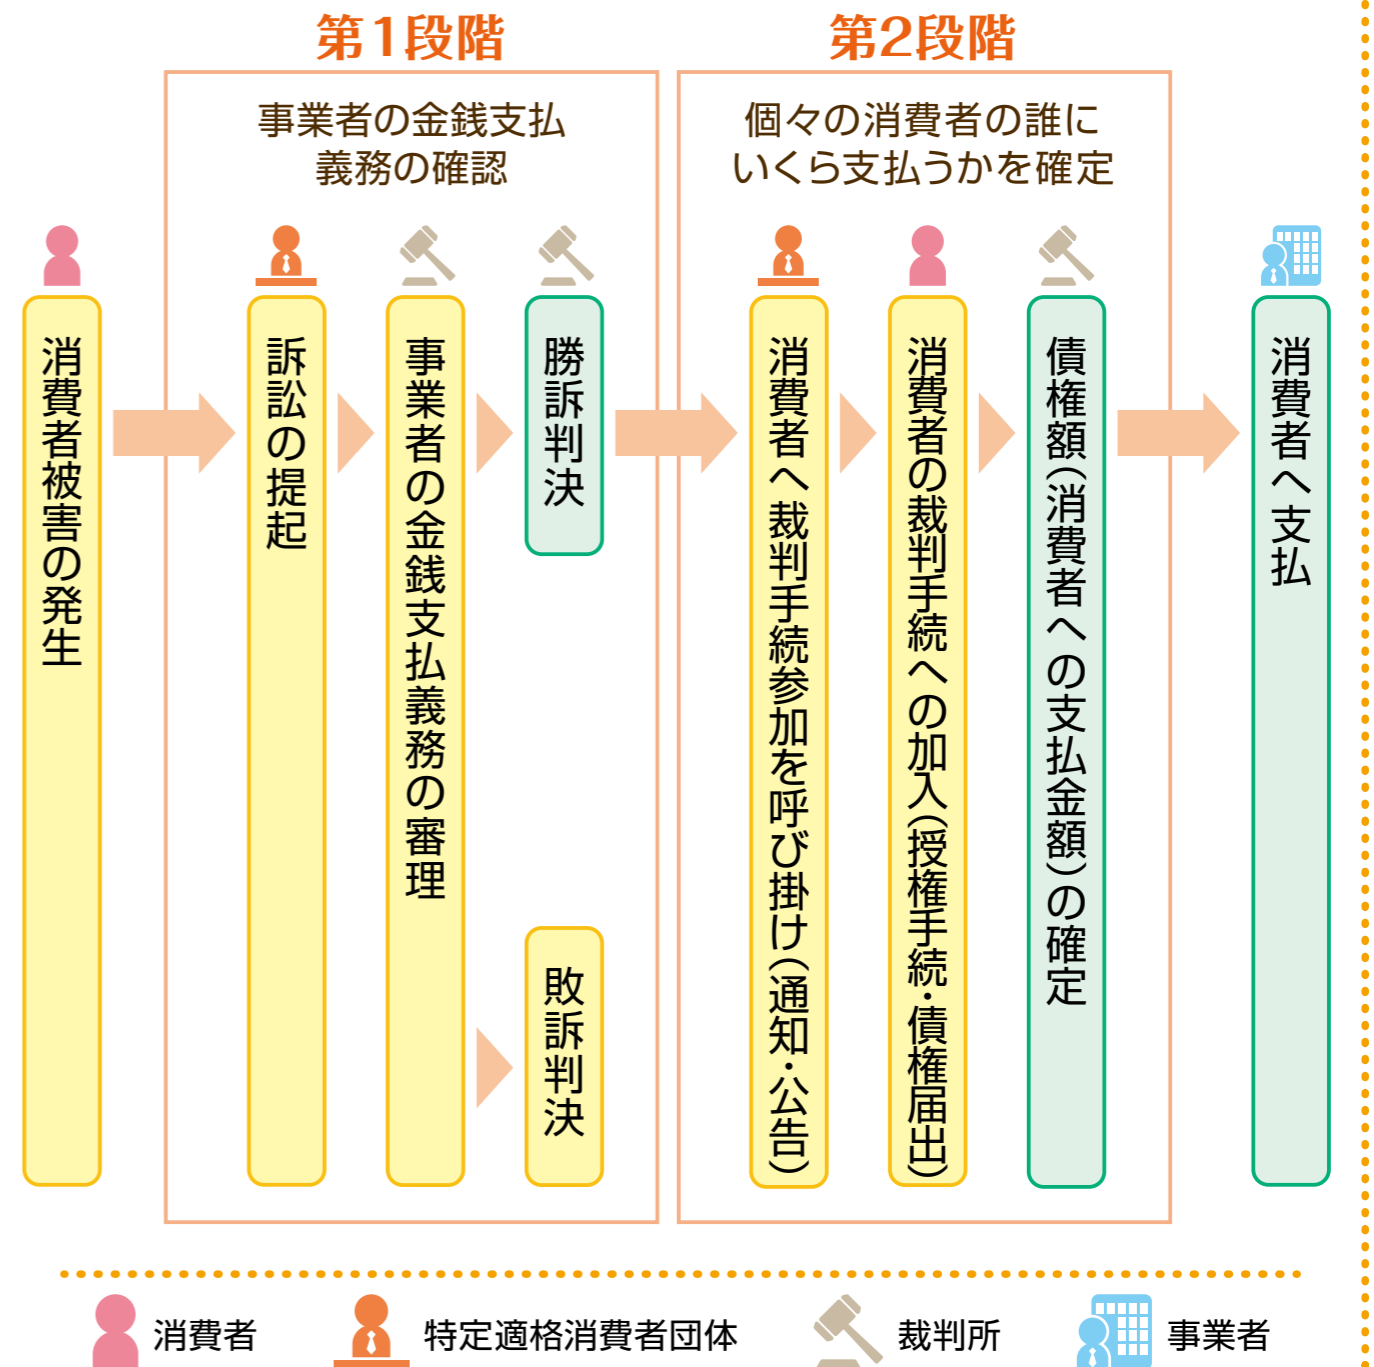 第1段階
事業者の金銭支払
義務の確認
第2段階
個々の消費者の誰に
いくら支払うかを確定
消費者被害の発生
訴訟の提起
事業者の金銭支払義務の審理
勝訴判決
敗訴判決
消費者へ裁判手続参加を呼び掛け(通知・公告)
消費者の裁判手続への加入(授権手続・債権届出)
債権額(消費者への支払金額)の確定
消費者へ支払
消費者
特定適格消費者団体
裁判所
事業者